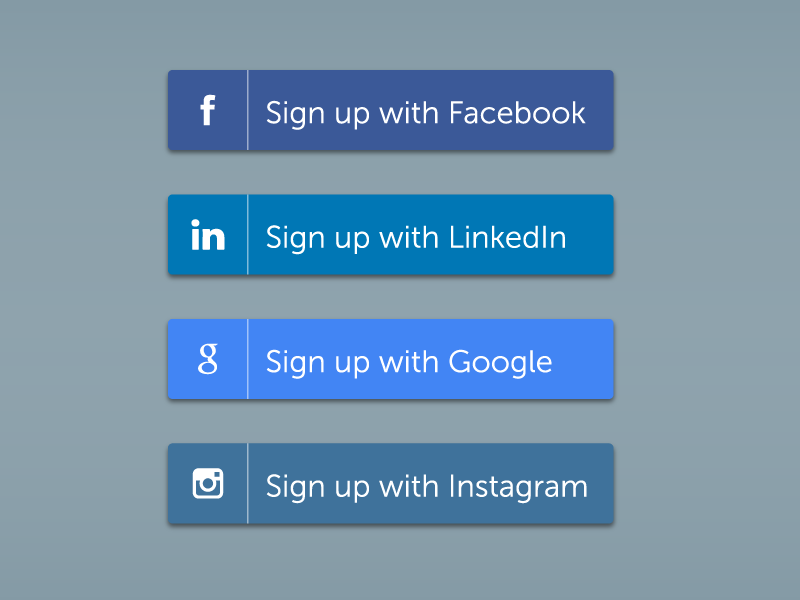 f Sign up with Facebook
in Sign up with LinkedIn
g Sign up with Google
Sign up with Instagram